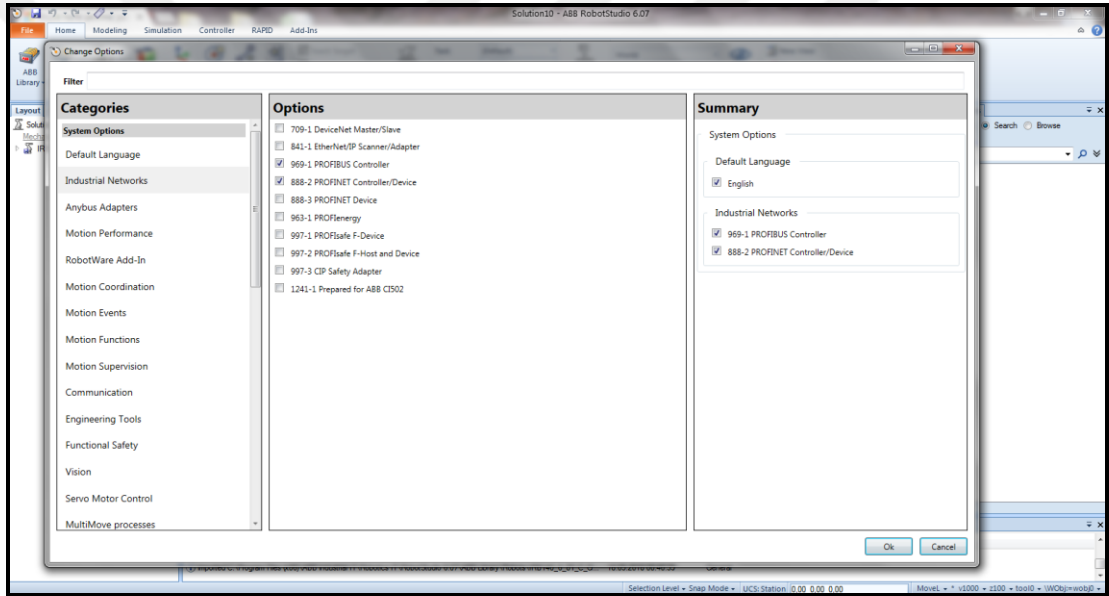 Solution10 - ABB RobotStudio 6.07
File Home Modeling Simulation Controller RAPID Add-Ins
Change Options
ABB
Library
Filter
Layout
Categories
Options
Summary
Search Browse
System Options
Default Language
Industrial Networks
Anybus Adapters
Motion Performance
RobotWare Add-In
Motion Coordination
Motion Events
Motion Functions
Motion Supervision
Communication
Engineering Tools
Functional Safety
Vision
Servo Motor Control
MultiMove processes
709-1 DeviceNet Master/Slave
841-1 EtherNet/IP Scanner/Adapter
969-1 PROFIBUS Controller
888-2 PROFINET Controller/Device
888-3 PROFINET Device
963-1 PROFIenergy
997-1 PROFIsafe F-Device
997-2 PROFIsafe F-Host and Device
997-3 CIP Safety Adapter
1241-1 Prepared for ABB CI502
System Options
Default Language
English
Industrial Networks
969-1 PROFIBUS Controller
888-2 PROFINET Controller/Device
Ok Cancel
Selection Level Snap Mode UCS: Station 0,00 0,00 0,00 MoveL * v1000 z100 tool0 \WObj:=wobj0